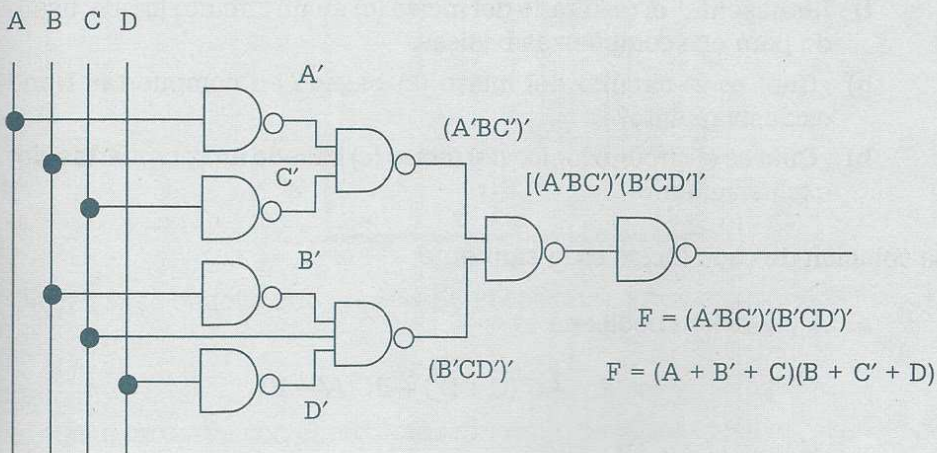 A B C D
A′
(A′BC′)′
C′
[(A′BC′)′(B′CD′]′
B′
F = (A′BC′)′(B′CD′)′
(B′CD′)′
F = (A + B′ + C)(B + C′ + D)
D′